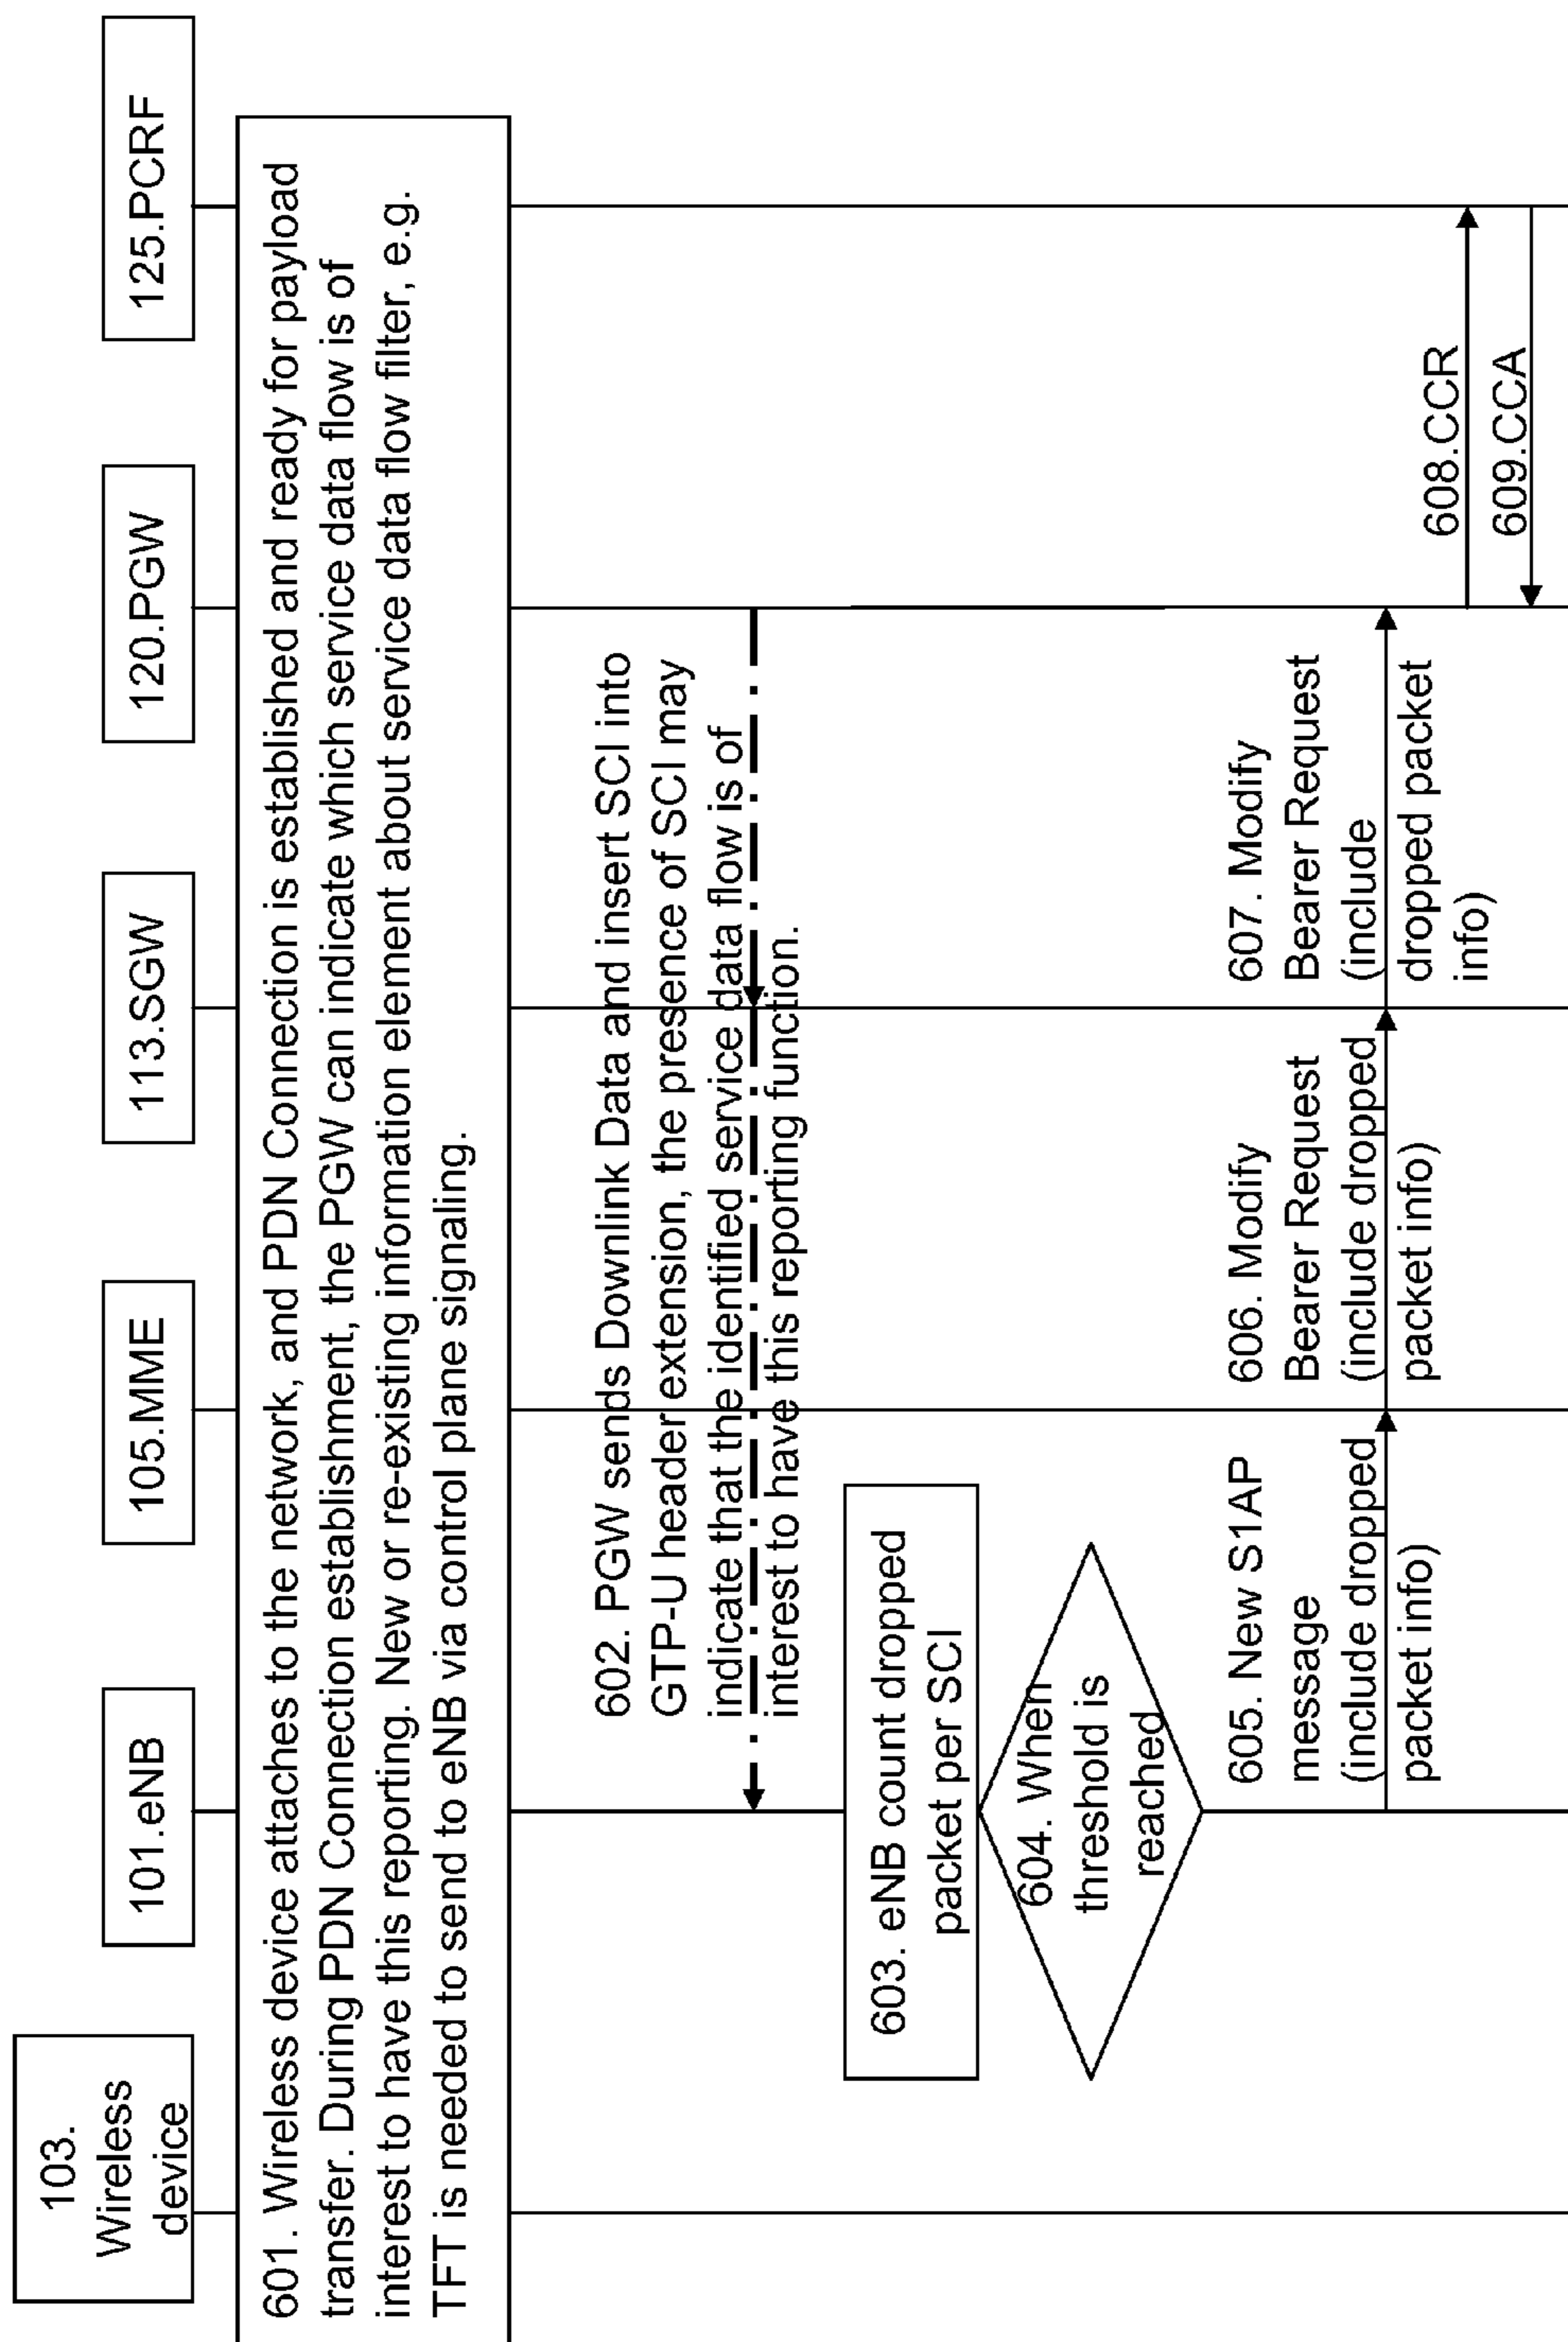 103.
Wireless
device
101.eNB
105.MME
113.SGW
120.PGW
125.PCRF
601. Wireless device attaches to the network, and PDN Connection is established and ready for payload
transfer. During PDN Connection establishment, the PGW can indicate which service data flow is of
interest to have this reporting. New or re-existing information element about service data flow filter, e.g.
TFT is needed to send to eNB via control plane signaling.
602. PGW sends Downlink Data and insert SCI into
GTP-U header extension, the presence of SCI may
indicate that the identified service data flow is of
interest to have this reporting function.
603. eNB count dropped
packet per SCI
604. When
threshold is
reached
605. New S1AP
message
(include dropped
packet info)
606. Modify
Bearer Request
(include dropped
packet info)
607. Modify
Bearer Request
(include
dropped packet
info)
608.CCR
609.CCA